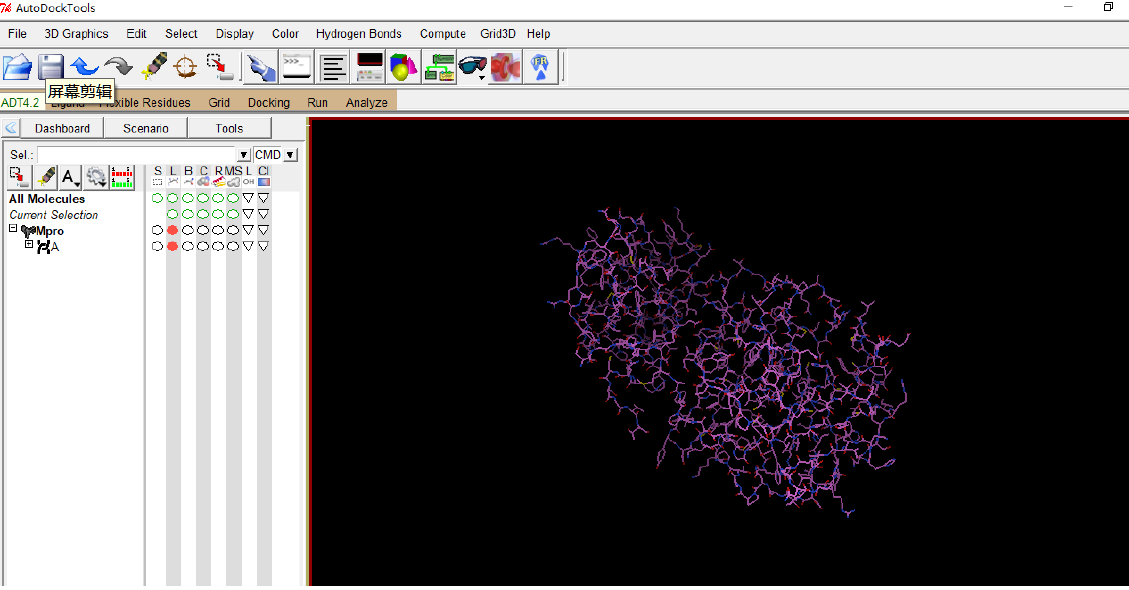 AutoDockTools
File 3D Graphics Edit Select Display Color Hydrogen Bonds Compute Grid3D Help
屏幕剪辑
ADT4.2 Ligand Flexible Residues Grid Docking Run Analyze
Dashboard Scenario Tools
Sel.: CMD
S L B C R MS L Cl
All Molecules
Current Selection
Mpro
A